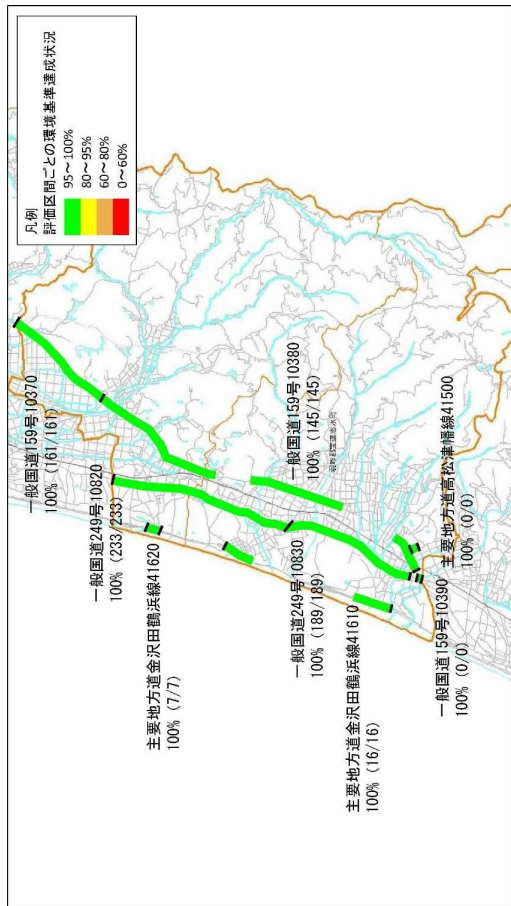 凡例
評価区間ごとの環境基準達成状況
95～100%
80～95%
60～80%
0～60%
一般国道159号10370
100% (161/161)
一般国道249号10820
100% (233/233)
主要地方道金沢田鶴浜線41620
100% (7/7)
一般国道159号10380
100% (145/145)
羽咋郡宝達志水町
一般国道249号10830
100% (189/189)
主要地方道金沢田鶴浜線41610
100% (16/16)
主要地方道高松津幡線41500
100% (0/0)
一般国道159号10390
100% (0/0)